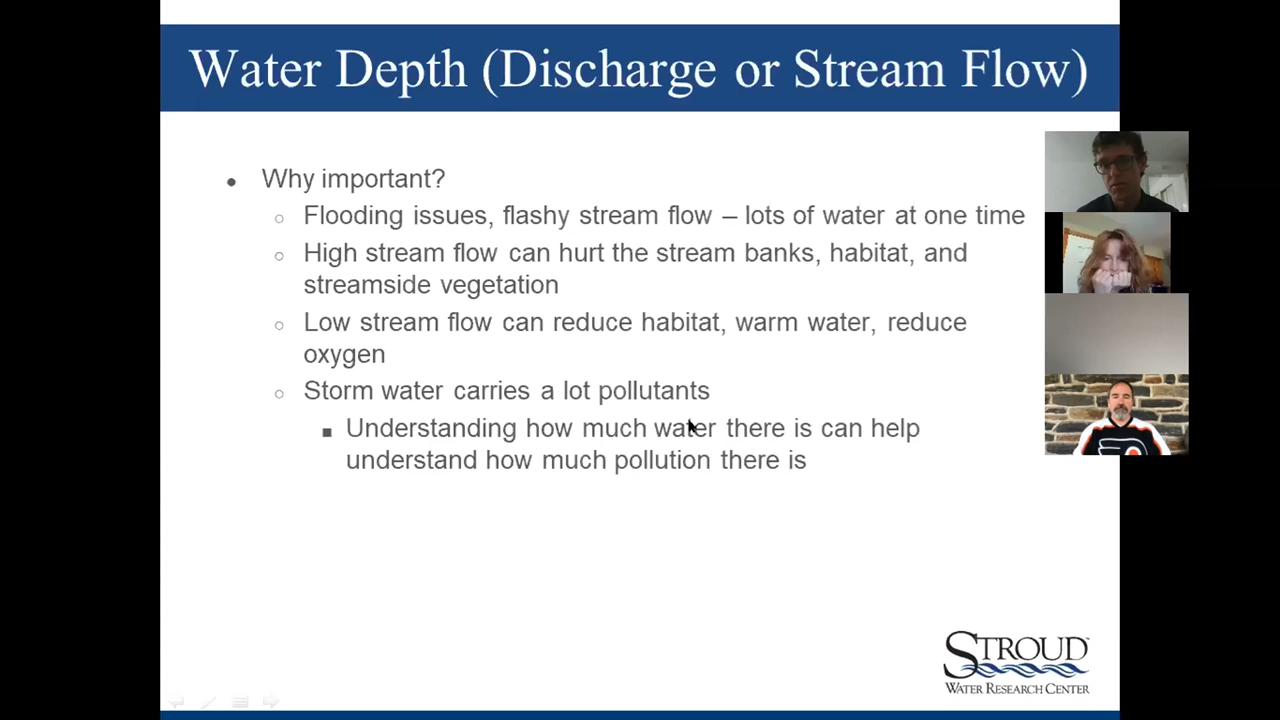 Water Depth (Discharge or Stream Flow)
Why important?
Flooding issues, flashy stream flow – lots of water at one time
High stream flow can hurt the stream banks, habitat, and
streamside vegetation
Low stream flow can reduce habitat, warm water, reduce
oxygen
Storm water carries a lot pollutants
Understanding how much water there is can help
understand how much pollution there is
STROUD
WATER RESEARCH CENTER